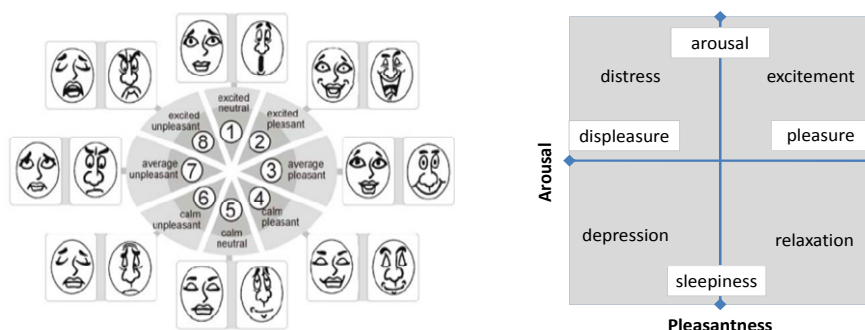 excited
neutral
excited
pleasant
average
pleasant
calm
pleasant
calm
neutral
calm
unpleasant
average
unpleasant
excited
unpleasant
1
2
3
4
5
6
7
8
arousal
distress
excitement
displeasure
pleasure
Arousal
depression
relaxation
sleepiness
Pleasantness